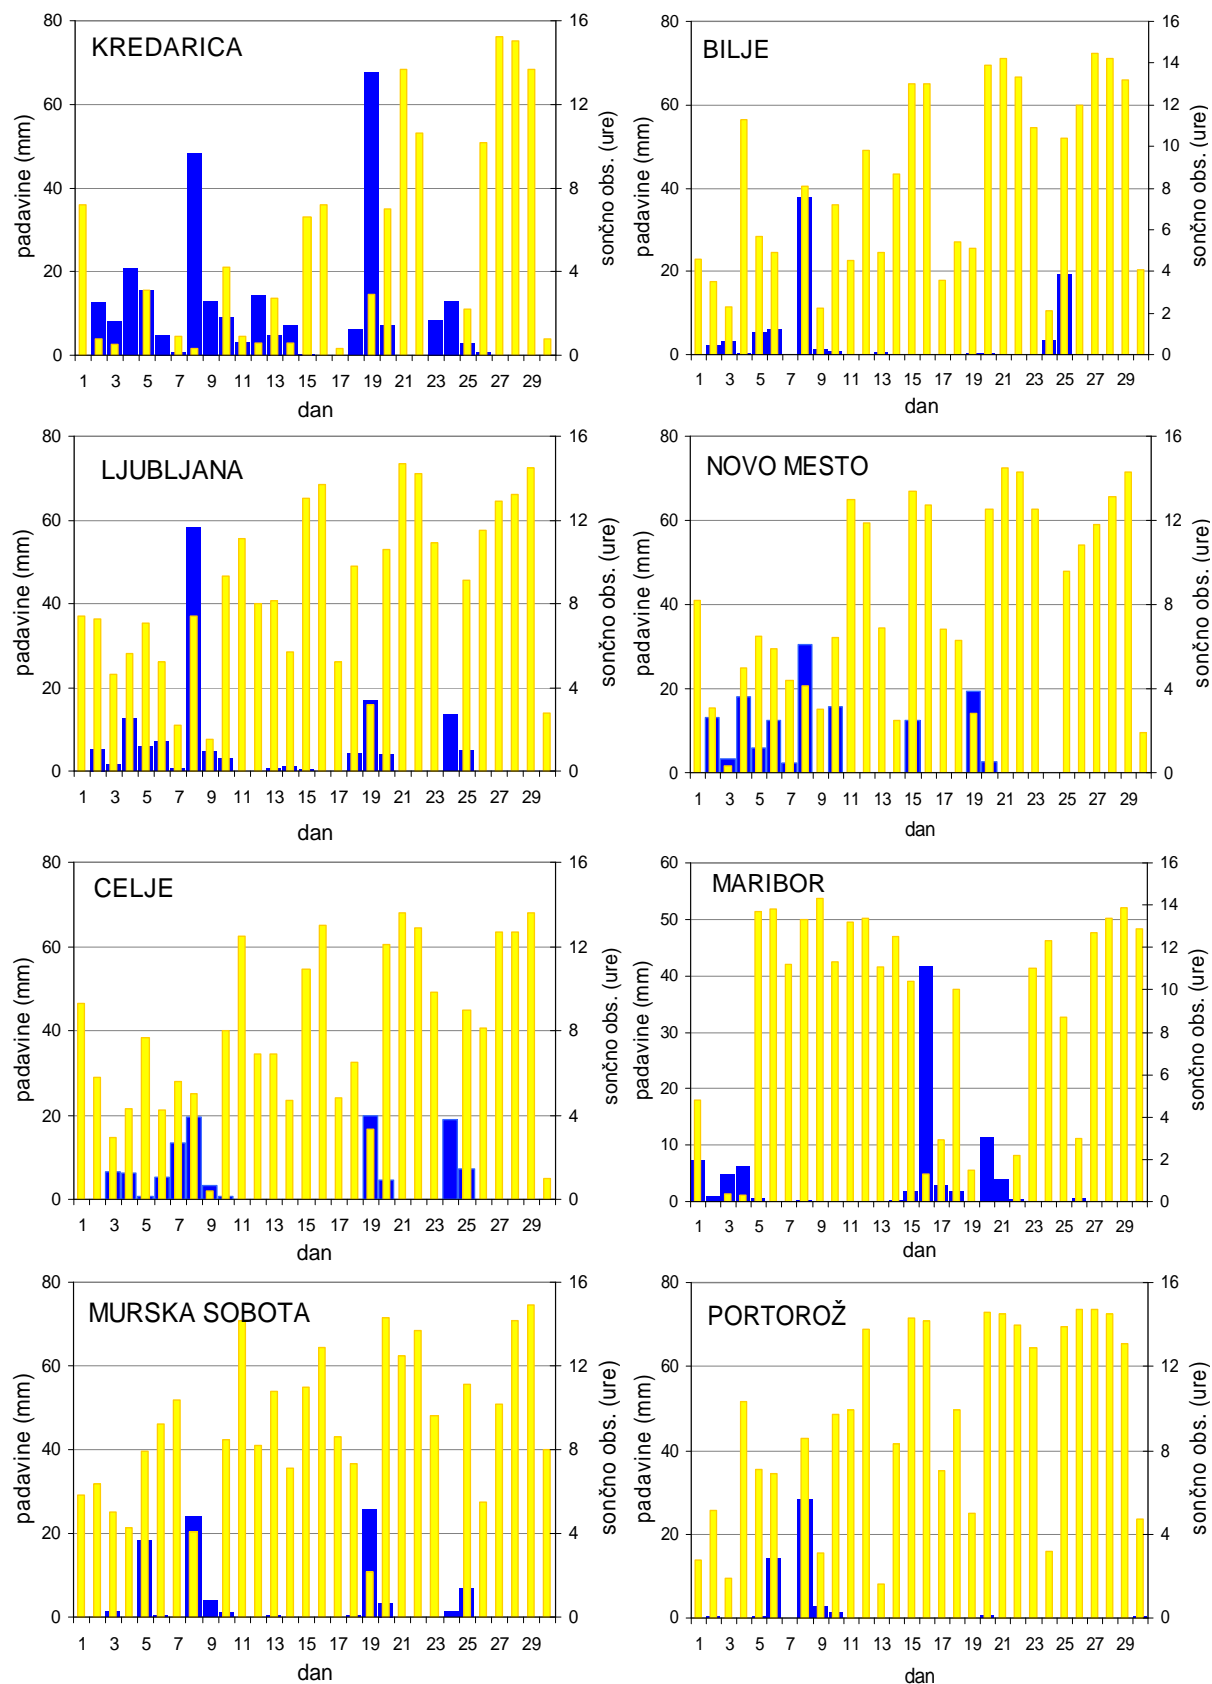 KREDARICA
padavine (mm)
80
60
40
20
0
16
12
8
4
0
sončno obs. (ure)
1 3 5 7 9 11 13 15 17 19 21 23 25 27 29
dan
BILJE
padavine (mm)
80
60
40
20
0
16
14
12
10
8
6
4
2
0
sončno obs. (ure)
1 3 5 7 9 11 13 15 17 19 21 23 25 27 29
dan
LJUBLJANA
padavine (mm)
80
60
40
20
0
16
12
8
4
0
sončno obs. (ure)
1 3 5 7 9 11 13 15 17 19 21 23 25 27 29
dan
NOVO MESTO
padavine (mm)
80
60
40
20
0
16
12
8
4
0
sončno obs. (ure)
1 3 5 7 9 11 13 15 17 19 21 23 25 27 29
dan
CELJE
padavine (mm)
80
60
40
20
0
16
12
8
4
0
sončno obs. (ure)
1 3 5 7 9 11 13 15 17 19 21 23 25 27 29
dan
MARIBOR
padavine (mm)
60
50
40
30
20
10
0
16
14
12
10
8
6
4
2
0
sončno obs. (ure)
1 3 5 7 9 11 13 15 17 19 21 23 25 27 29
dan
MURSKA SOBOTA
padavine (mm)
80
60
40
20
0
16
12
8
4
0
sončno obs. (ure)
1 3 5 7 9 11 13 15 17 19 21 23 25 27 29
dan
PORTOROŽ
padavine (mm)
80
60
40
20
0
16
12
8
4
0
sončno obs. (ure)
1 3 5 7 9 11 13 15 17 19 21 23 25 27 29
dan